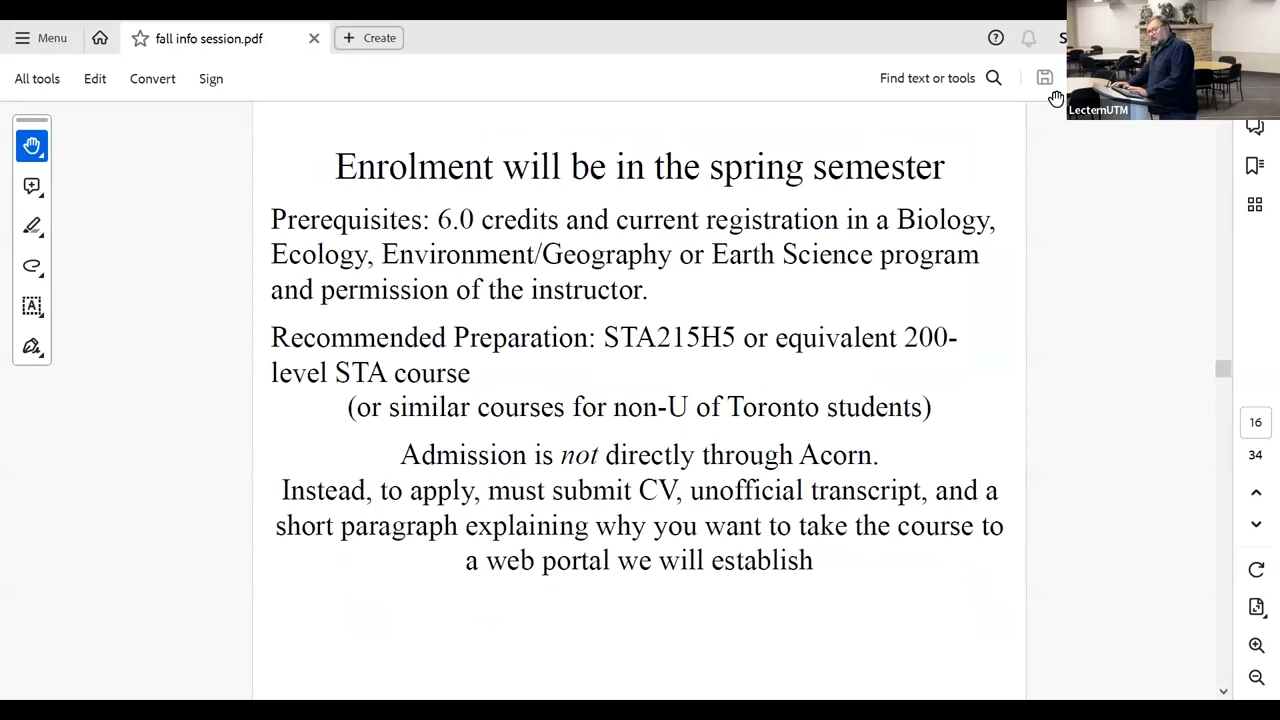 Menu
fall info session.pdf
Create
S
All tools
Edit
Convert
Sign
Find text or tools
LecternUTM
Enrolment will be in the spring semester
Prerequisites: 6.0 credits and current registration in a Biology,
Ecology, Environment/Geography or Earth Science program
and permission of the instructor.
Recommended Preparation: STA215H5 or equivalent 200-
level STA course
(or similar courses for non-U of Toronto students)
Admission is not directly through Acorn.
Instead, to apply, must submit CV, unofficial transcript, and a
short paragraph explaining why you want to take the course to
a web portal we will establish
16
34